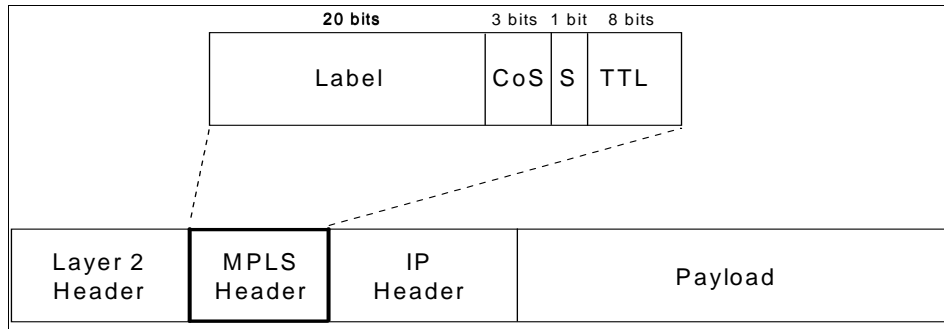 20 bits 3 bits 1 bit 8 bits
Label CoS S TTL
Layer 2 Header
MPLS Header
IP Header
Payload